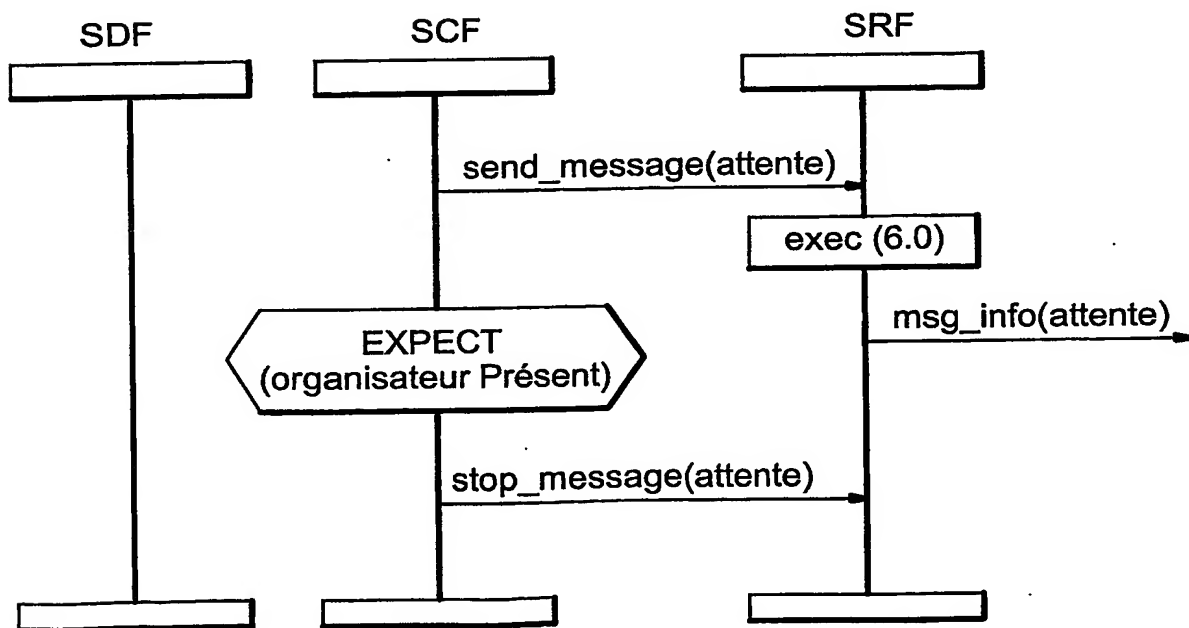 SDF
SCF
SRF
send_message(attente)
exec (6.0)
msg_info(attente)
EXPECT
(organisateur Présent)
stop_message(attente)